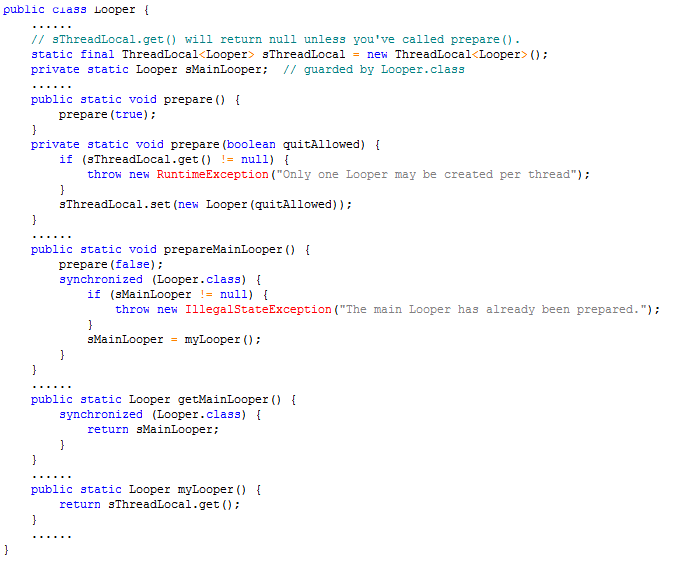 public class Looper {
    ......
    // sThreadLocal.get() will return null unless you've called prepare().
    static final ThreadLocal<Looper> sThreadLocal = new ThreadLocal<Looper>();
    private static Looper sMainLooper;  // guarded by Looper.class
    ......
    public static void prepare() {
        prepare(true);
    }
    private static void prepare(boolean quitAllowed) {
        if (sThreadLocal.get() != null) {
            throw new RuntimeException("Only one Looper may be created per thread");
        }
        sThreadLocal.set(new Looper(quitAllowed));
    }
    ......
    public static void prepareMainLooper() {
        prepare(false);
        synchronized (Looper.class) {
            if (sMainLooper != null) {
                throw new IllegalStateException("The main Looper has already been prepared.");
            }
            sMainLooper = myLooper();
        }
    }
    ......
    public static Looper getMainLooper() {
        synchronized (Looper.class) {
            return sMainLooper;
        }
    }
    ......
    public static Looper myLooper() {
        return sThreadLocal.get();
    }
    ......
}